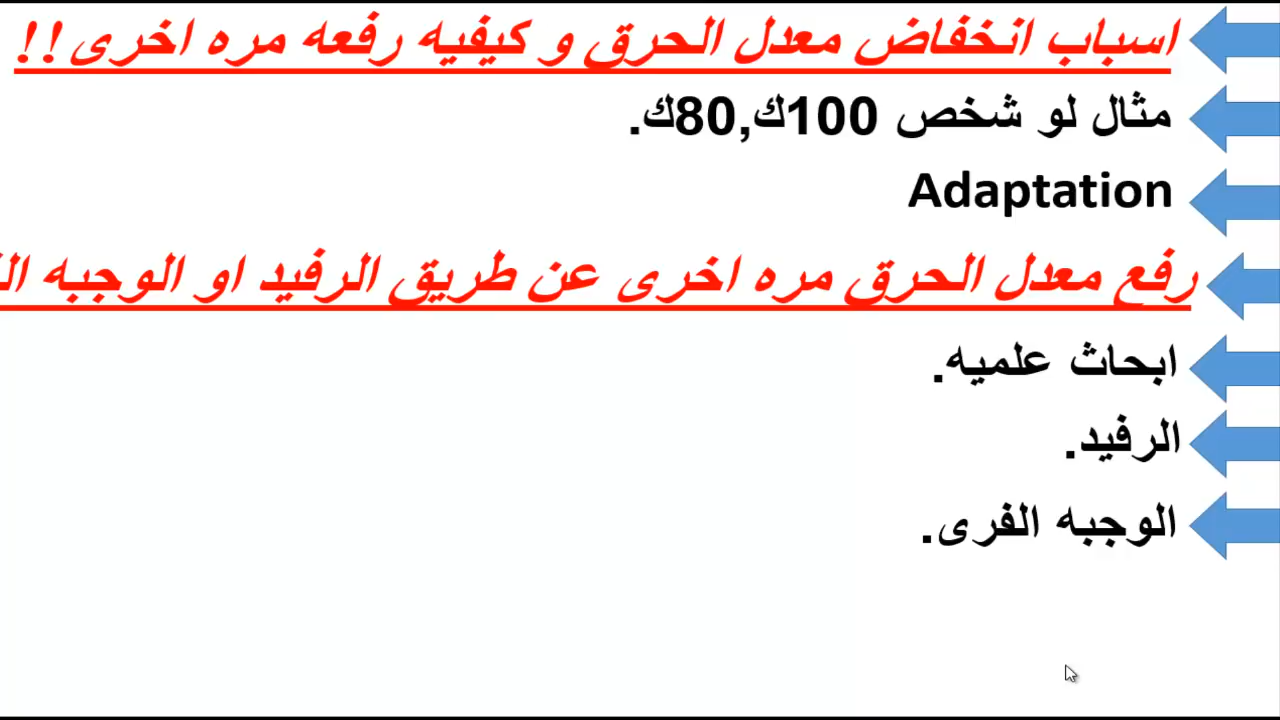 اسباب انخفاض معدل الحرق و كيفيه رفعه مره اخرى!!
مثال لو شخص 100ك,80ك.
Adaptation
رفع معدل الحرق مره اخرى عن طريق الرفيد او الوجبه
ابحاث علميه.
الرفيد.
الوجبه الفرى.